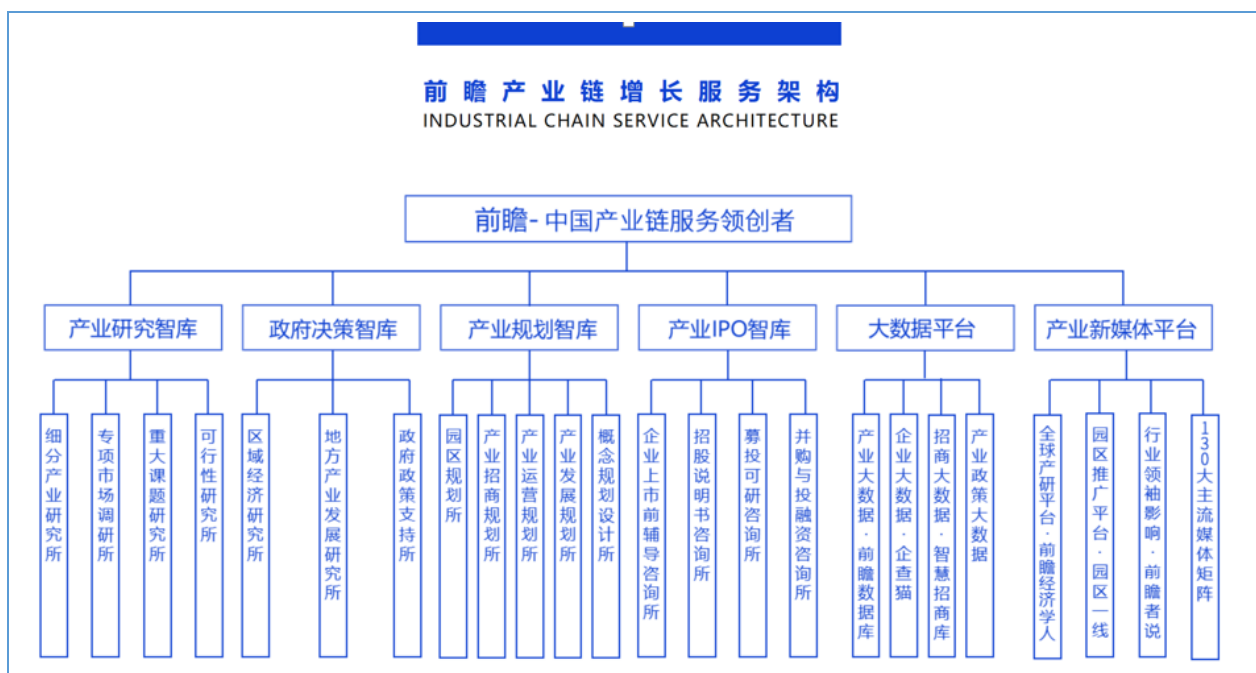 前瞻产业链增长服务架构
INDUSTRIAL CHAIN SERVICE ARCHITECTURE
前瞻-中国产业链服务领创者
产业研究智库
政府决策智库
产业规划智库
产业IPO智库
大数据平台
产业新媒体平台
细分产业研究所
专项市场调研所
重大课题研究所
可行性研究所
区域经济研究所
地方产业发展研究所
政府政策支持所
园区规划所
产业招商规划所
产业运营规划所
产业发展规划所
概念规划设计所
企业上市前辅导咨询所
招股说明书咨询所
募投可研咨询所
并购与投融资咨询所
产业大数据·前瞻数据库
企业大数据·企查猫
招商大数据·智慧招商库
产业政策大数据
全球产研平台·前瞻经济学人
园区推广平台·园区一线
行业领袖影响·前瞻者说
130大主流媒体矩阵